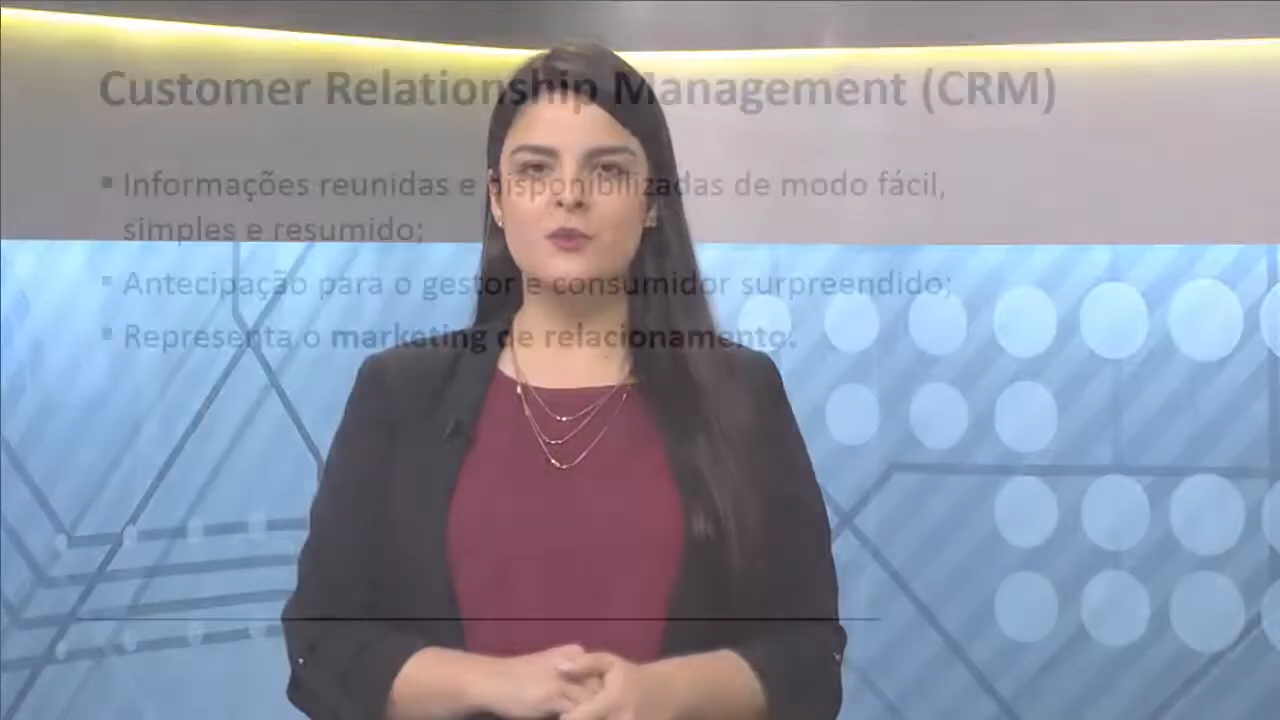 Customer Relationship Management (CRM)
▪ Informações reunidas e disponibilizadas de modo fácil,
simples e resumido;
▪ Antecipação para o gestor e consumidor surpreendido;
▪ Representa o marketing de relacionamento.